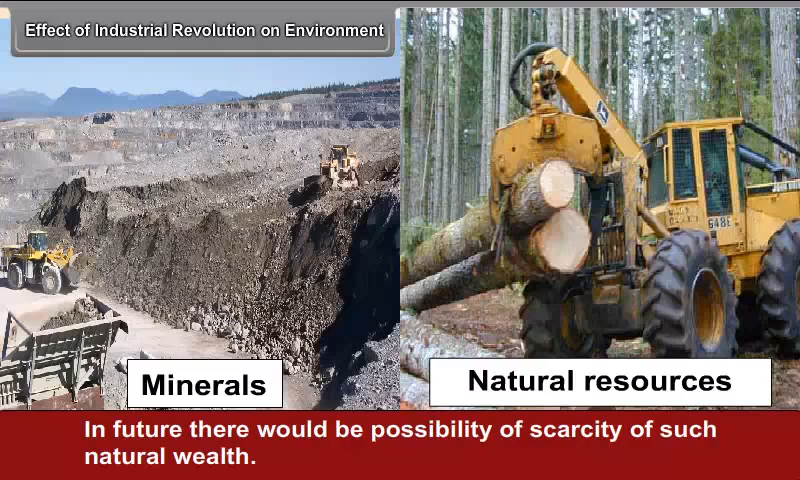 Effect of Industrial Revolution on Environment
648E
Minerals
Natural resources
In future there would be possibility of scarcity of such
natural wealth.